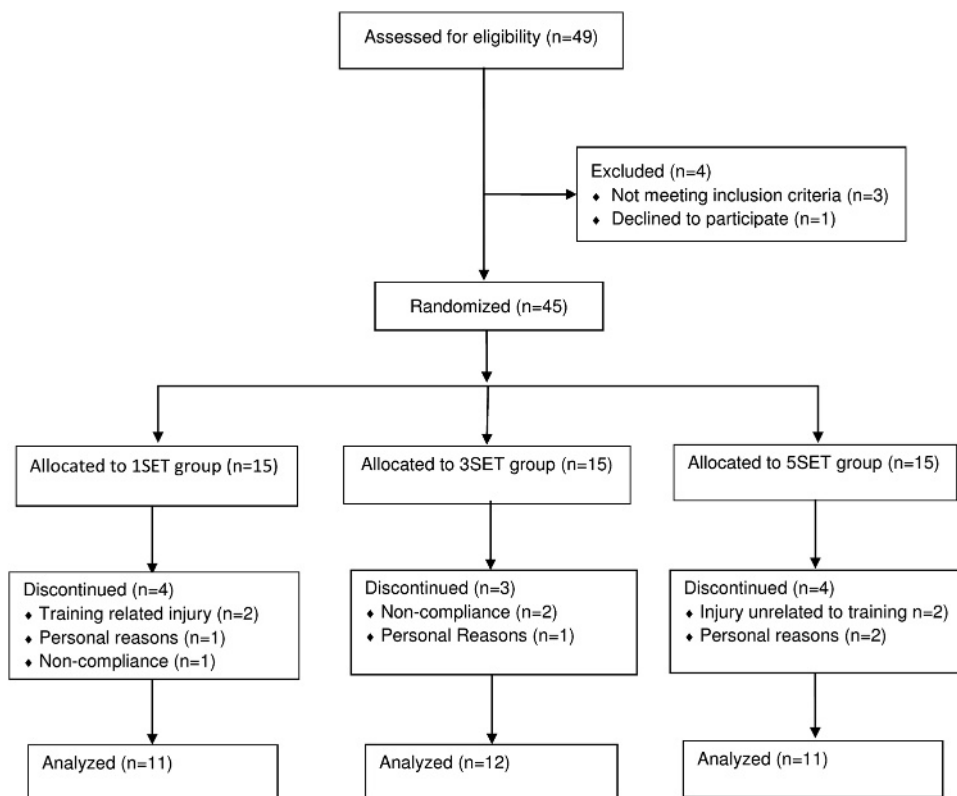 Assessed for eligibility (n=49)
Excluded (n=4)
♦ Not meeting inclusion criteria (n=3)
♦ Declined to participate (n=1)
Randomized (n=45)
Allocated to 1SET group (n=15)
Allocated to 3SET group (n=15)
Allocated to 5SET group (n=15)
Discontinued (n=4)
♦ Training related injury (n=2)
♦ Personal reasons (n=1)
♦ Non-compliance (n=1)
Discontinued (n=3)
♦ Non-compliance (n=2)
♦ Personal Reasons (n=1)
Discontinued (n=4)
♦ Injury unrelated to training n=2)
♦ Personal reasons (n=2)
Analyzed (n=11)
Analyzed (n=12)
Analyzed (n=11)